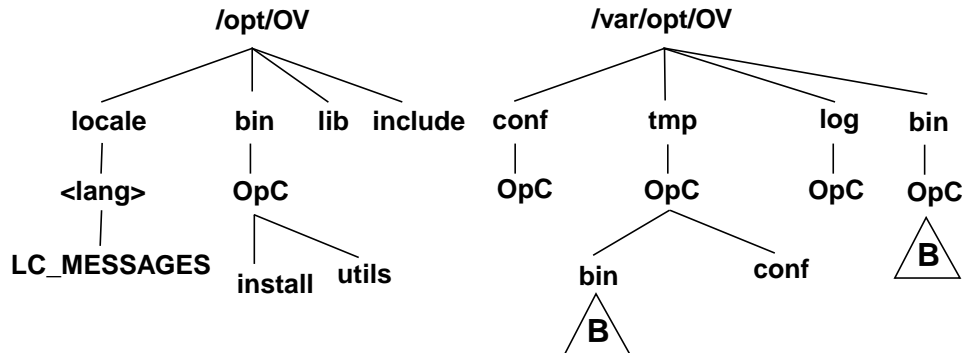 /opt/OV /var/opt/OV
locale bin lib include conf tmp log bin
<lang> OpC OpC OpC OpC OpC
LC_MESSAGES install utils bin conf B
B